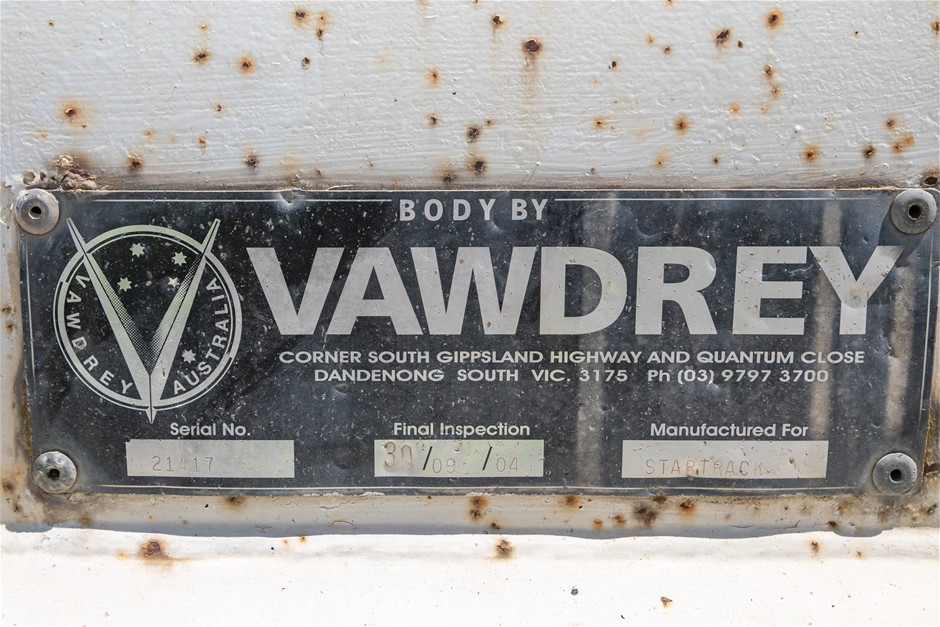 BODY BY
VAWDREY
VAWDREY AUSTRALIA
CORNER SOUTH GIPPSLAND HIGHWAY AND QUANTUM CLOSE
DANDENONG SOUTH VIC. 3175 Ph (03) 9797 3700
Serial No. Final Inspection Manufactured For
21417 30/09/04 STARTRACK